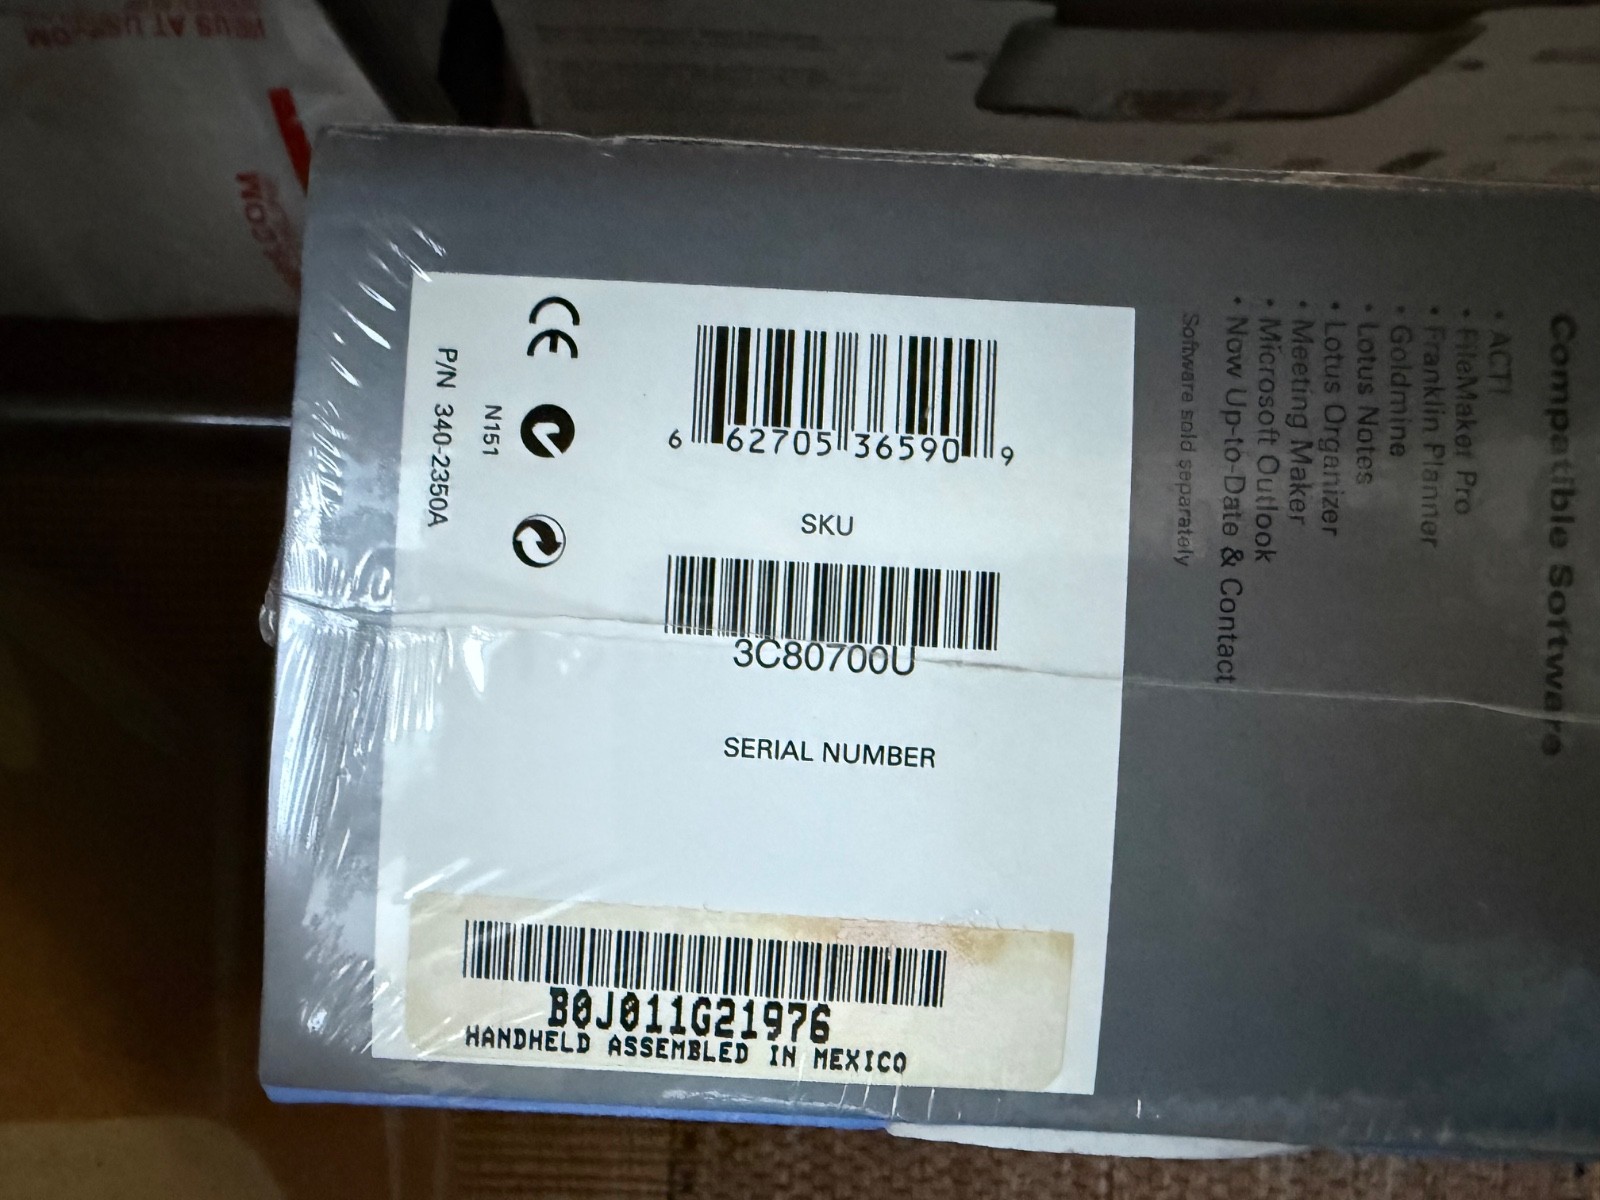 6 62705 36590 9
SKU
3C80700U
SERIAL NUMBER
B0J011G21976
HANDHELD ASSEMBLED IN MEXICO
CE
N151
P/N 340-2350A
Compatible Software
• ACT!
• FileMaker Pro
• Franklin Planner
• Goldmine
• Lotus Notes
• Lotus Organizer
• Meeting Maker
• Microsoft Outlook
• Now Up-to-Date & Contact
Software sold separately